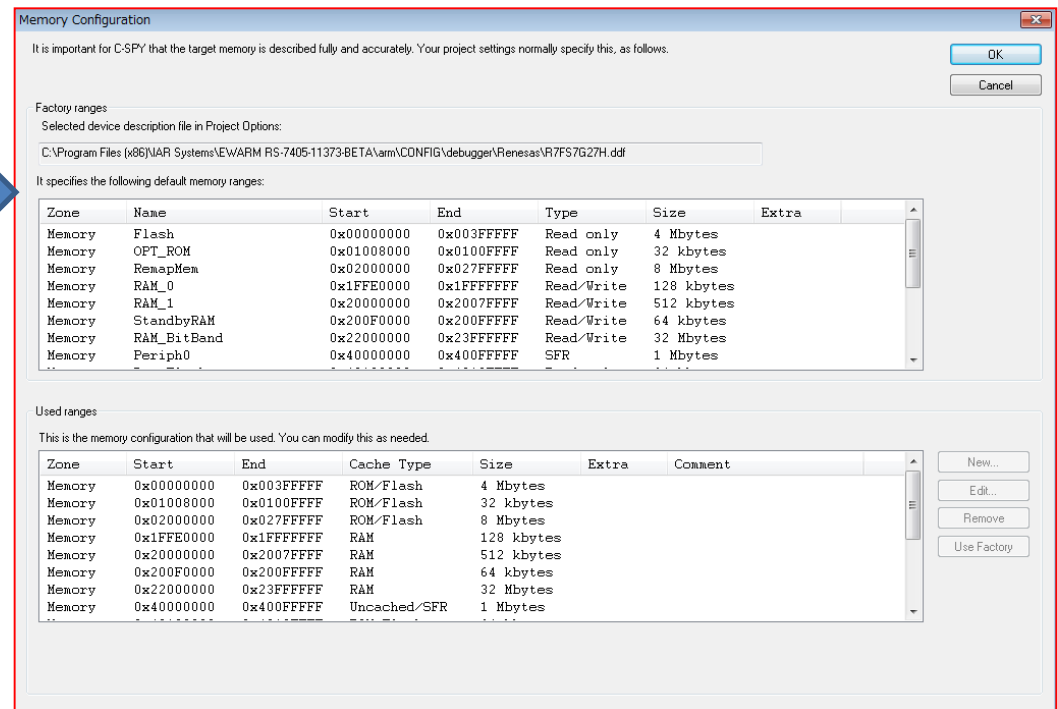 Memory Configuration
It is important for C-SPY that the target memory is described fully and accurately. Your project settings normally specify this, as follows.
OK
Cancel
Factory ranges
Selected device description file in Project Options:
C:\Program Files (x86)\IAR Systems\EWARM RS-7405-11373-BETA\arm\CONFIG\debugger\Renesas\R7FS7G27H.ddf
It specifies the following default memory ranges:
Zone Name Start End Type Size Extra
Memory Flash 0x00000000 0x003FFFFF Read only 4 Mbytes
Memory OPT_ROM 0x01008000 0x0100FFFF Read only 32 kbytes
Memory RemapMem 0x02000000 0x027FFFFF Read only 8 Mbytes
Memory RAM_0 0x1FFE0000 0x1FFFFFFF Read/Write 128 kbytes
Memory RAM_1 0x20000000 0x2007FFFF Read/Write 512 kbytes
Memory StandbyRAM 0x200F0000 0x200FFFFF Read/Write 64 kbytes
Memory RAM_BitBand 0x22000000 0x23FFFFFF Read/Write 32 Mbytes
Memory Periph0 0x40000000 0x400FFFFF SFR 1 Mbytes
Used ranges
This is the memory configuration that will be used. You can modify this as needed.
Zone Start End Cache Type Size Extra Comment
Memory 0x00000000 0x003FFFFF ROM/Flash 4 Mbytes
Memory 0x01008000 0x0100FFFF ROM/Flash 32 kbytes
Memory 0x02000000 0x027FFFFF ROM/Flash 8 Mbytes
Memory 0x1FFE0000 0x1FFFFFFF RAM 128 kbytes
Memory 0x20000000 0x2007FFFF RAM 512 kbytes
Memory 0x200F0000 0x200FFFFF RAM 64 kbytes
Memory 0x22000000 0x23FFFFFF RAM 32 Mbytes
Memory 0x40000000 0x400FFFFF Uncached/SFR 1 Mbytes
New...
Edit...
Remove
Use Factory